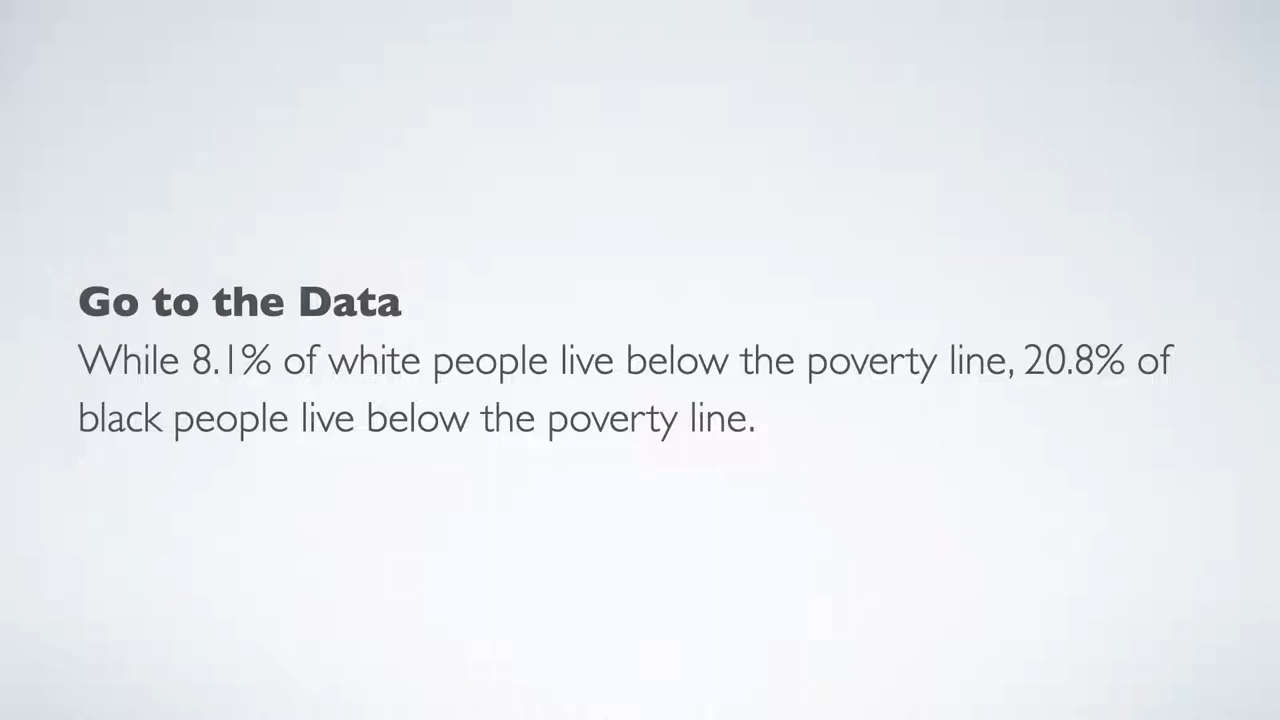 Go to the Data
While 8.1% of white people live below the poverty line, 20.8% of
black people live below the poverty line.